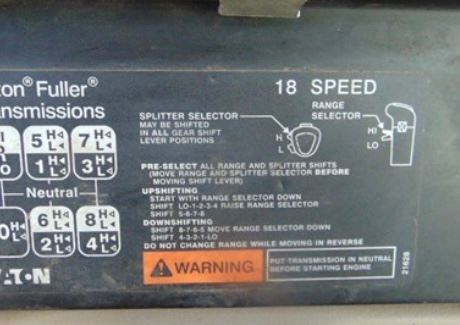 18 SPEED
ton® Fuller®
nsmissions
SPLITTER SELECTOR
MAY BE SHIFTED
IN ALL GEAR SHIFT
LEVER POSITIONS
H
L
RANGE
SELECTOR
HI
LO
5 H L 7 H L
1 H L 3 H L
Neutral
6 H L 8 H L
2 H L 4 H L
PRE-SELECT ALL RANGE AND SPLITTER SHIFTS
(MOVE RANGE AND SPLITTER SELECTOR BEFORE
MOVING SHIFT LEVER)
UPSHIFTING
START WITH RANGE SELECTOR DOWN
SHIFT LO-1-2-3-4 RAISE RANGE SELECTOR
SHIFT 5-6-7-8
DOWNSHIFTING
SHIFT 8-7-6-5 MOVE RANGE SELECTOR DOWN
SHIFT 4-3-2-1-LO
DO NOT CHANGE RANGE WHILE MOVING IN REVERSE
WARNING
PUT TRANSMISSION IN NEUTRAL
BEFORE STARTING ENGINE
21628
EATON